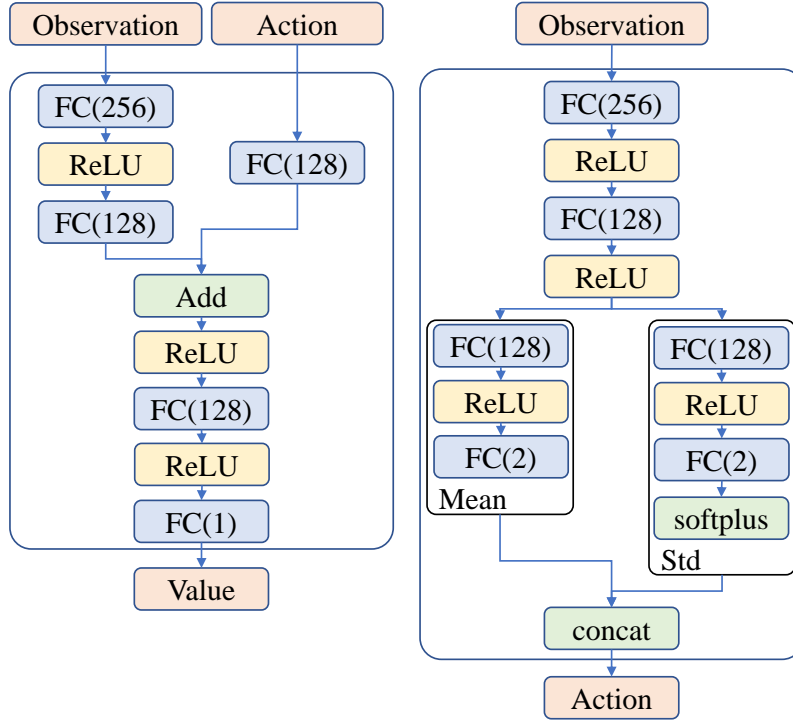 Observation
Action
FC(256)
ReLU
FC(128)
FC(128)
Add
ReLU
FC(128)
ReLU
FC(1)
Value
Observation
FC(256)
ReLU
FC(128)
ReLU
FC(128)
ReLU
FC(2)
Mean
FC(128)
ReLU
FC(2)
softplus
Std
concat
Action